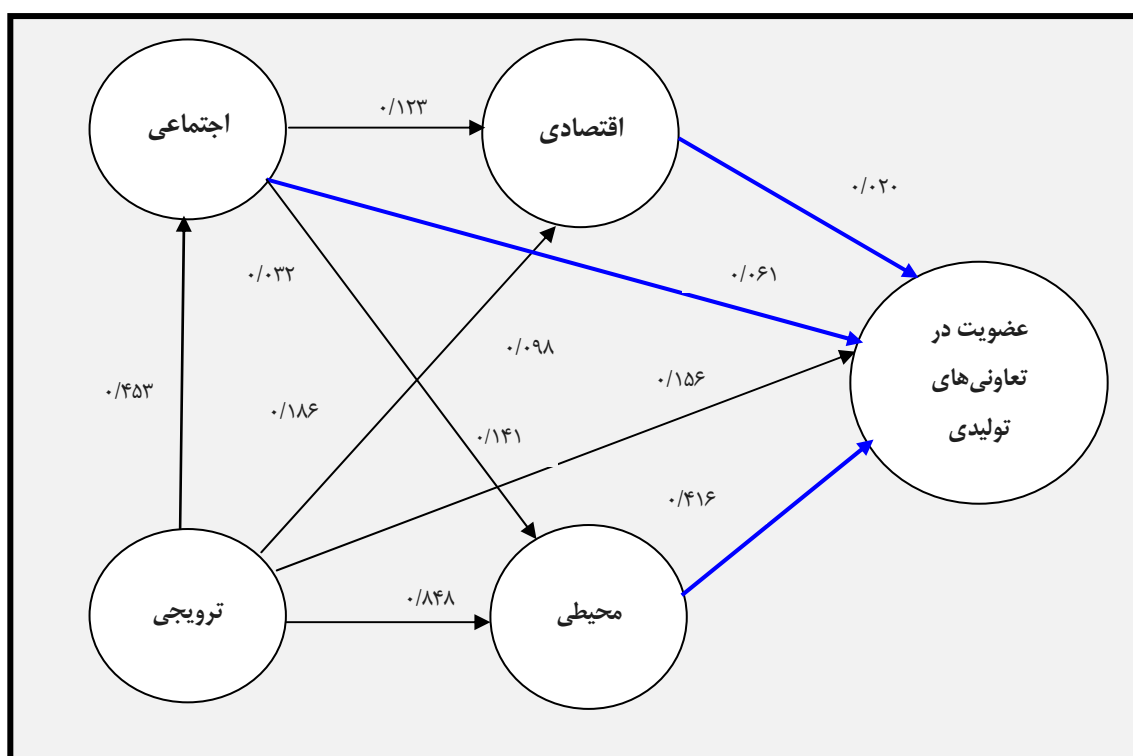 اجتماعی
۰/۱۲۳
اقتصادی
۰/۰۲۰
۰/۰۳۲
۰/۰۶۱
عضویت در
تعاونی‌های
تولیدی
۰/۰۹۸
۰/۱۵۶
۰/۴۵۳
۰/۱۸۶
۰/۱۴۱
۰/۴۱۶
ترویجی
۰/۸۴۸
محیطی